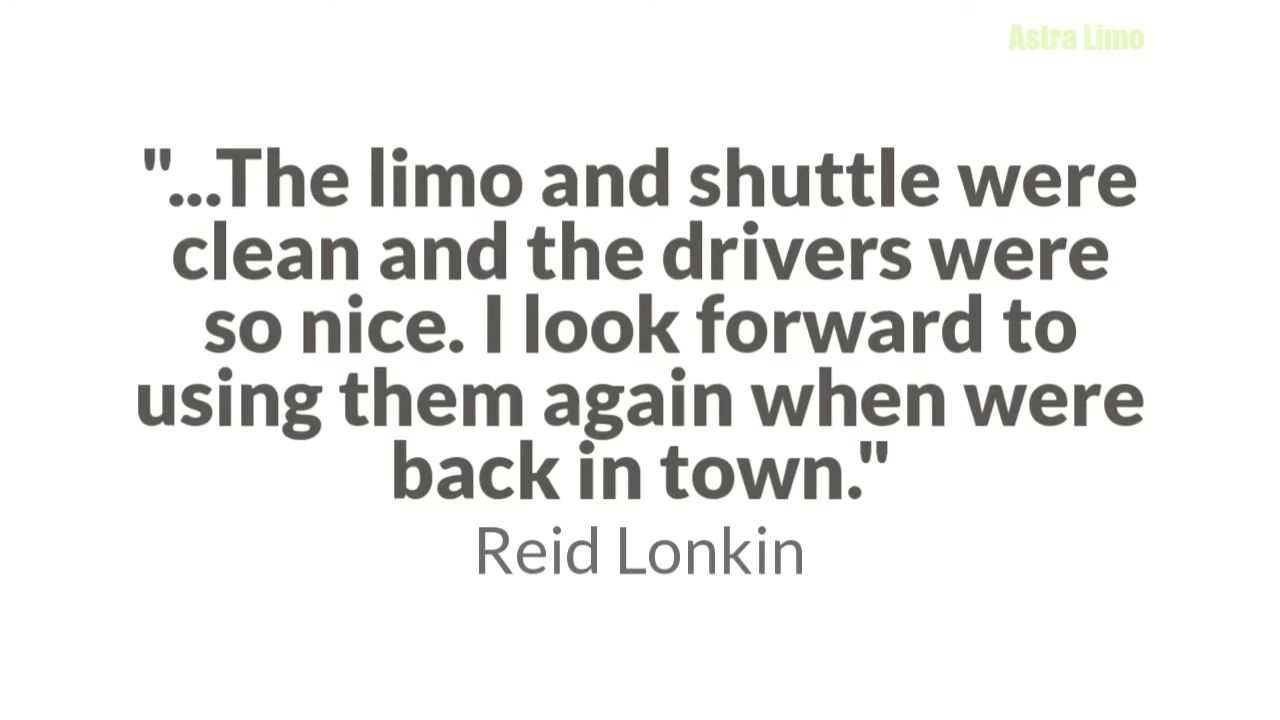 Astra Limo
"...The limo and shuttle were
clean and the drivers were
so nice. I look forward to
using them again when were
back in town."
Reid Lonkin